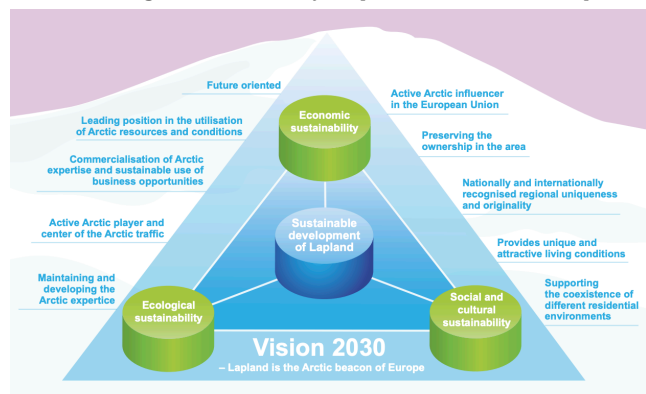 Future oriented
Leading position in the utilisation
of Arctic resources and conditions
Commercialisation of Arctic
expertise and sustainable use of
business opportunities
Active Arctic player and
center of the Arctic traffic
Maintaining and
developing the
Arctic expertice
Economic
sustainability
Sustainable
development
of Lapland
Ecological
sustainability
Social and
cultural
sustainability
Active Arctic influencer
in the European Union
Preserving the
ownership in the area
Nationally and internationally
recognised regional uniqueness
and originality
Provides unique and
attractive living conditions
Supporting
the coexistence of
different residential
environments
Vision 2030
– Lapland is the Arctic beacon of Europe